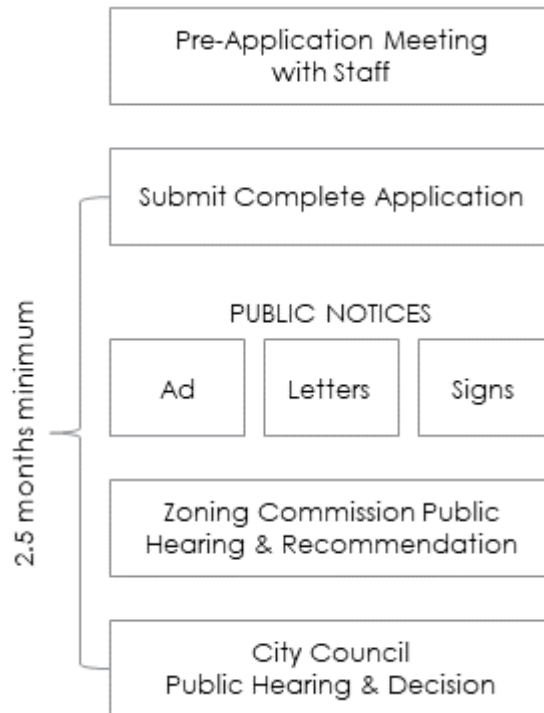 Pre-Application Meeting
with Staff
Submit Complete Application
2.5 months minimum
PUBLIC NOTICES
Ad
Letters
Signs
Zoning Commission Public
Hearing & Recommendation
City Council
Public Hearing & Decision